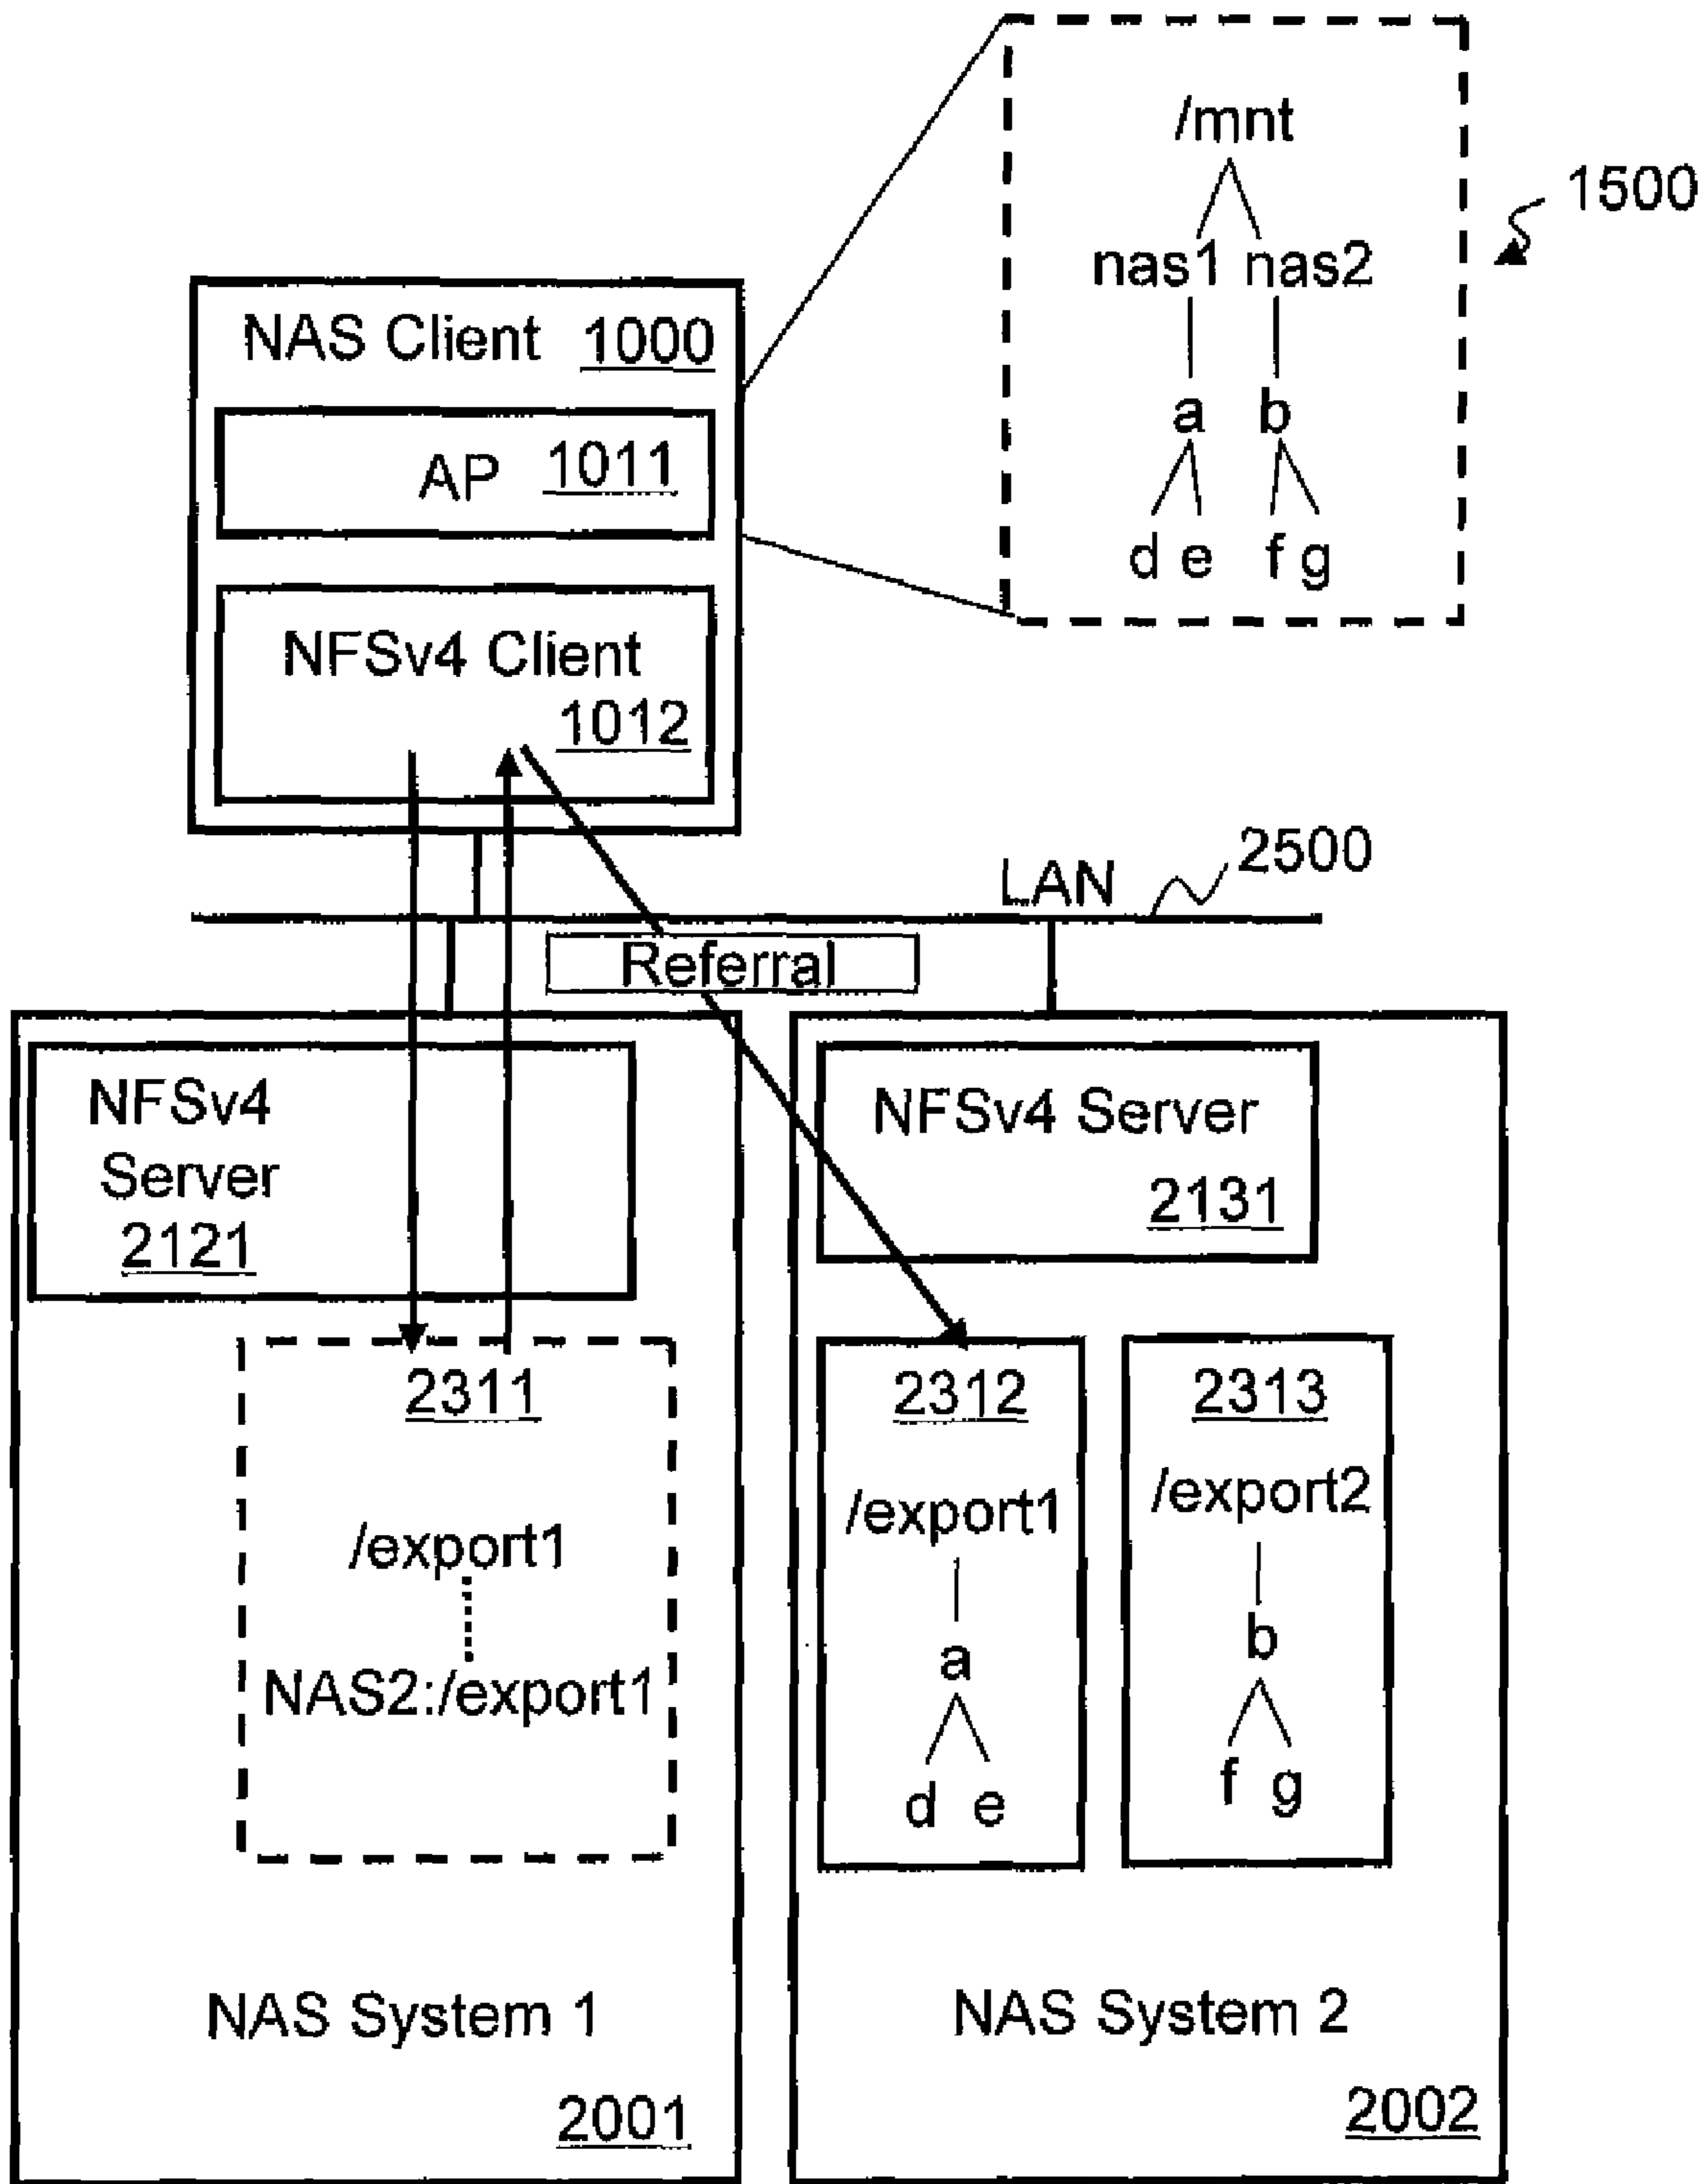 /mnt
nas1 nas2
a b
d e f g
1500
NAS Client 1000
AP 1011
NFSv4 Client
1012
LAN 2500
Referral
NFSv4
Server
2121
2311
/export1
NAS2:/export1
NAS System 1
2001
NFSv4 Server
2131
2312
/export1
a
d e
2313
/export2
b
f g
NAS System 2
2002